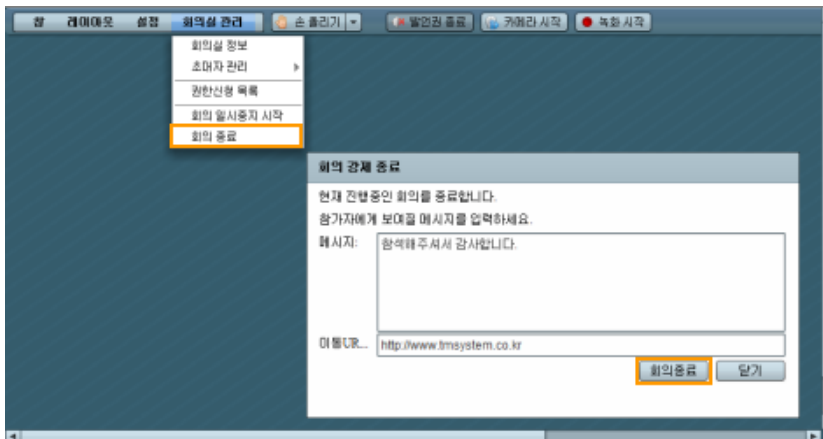 창 레이아웃 설정 회의실 관리 손 흘리기 발언권 종료 카메라 시작 녹화 시작
회의실 정보
초대자 관리
권한신청 목록
회의 일시중지 시작
회의 종료
회의 강제 종료
현재 진행중인 회의를 종료합니다.
참가자에게 보여질 메시지를 입력하세요.
메시지: 참석해주셔서 감사합니다.
이동UR... http://www.tmsystem.co.kr
회의종료 닫기